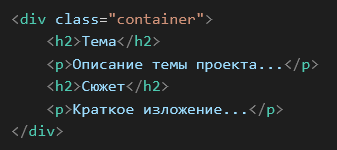 <div class="container">
    <h2>Тема</h2>
    <p>Описание темы проекта...</p>
    <h2>Сюжет</h2>
    <p>Краткое изложение...</p>
</div>